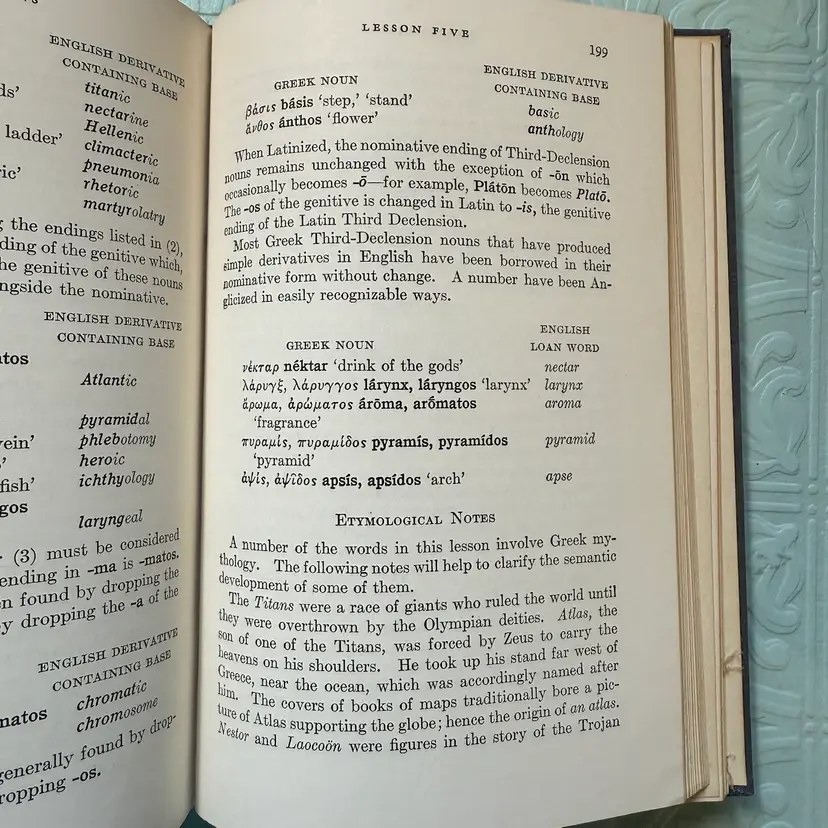 ENGLISH DERIVATIVE
CONTAINING BASE
titanic
nectarine
Hellenic
ladder’ climacteric
pneumonia
rhetoric
martyrolatry
the endings listed in (2),
of the genitive which,
genitive of these nouns
alongside the nominative.
ENGLISH DERIVATIVE
CONTAINING BASE
Atlantic
pyramidal
phlebotomy
heroic
fish’ ichthyology
laryngeal
(3) must be considered
ending in -ma is -matos.
found by dropping the
by dropping the -a of the
ENGLISH DERIVATIVE
CONTAINING BASE
chromatic
chromosome
generally found by drop-
dropping -os.
LESSON FIVE
199
GREEK NOUN
ENGLISH DERIVATIVE
CONTAINING BASE
βάσις básis ‘step,’ ‘stand’ basic
ἄνθος ánthos ‘flower’ anthology
When Latinized, the nominative ending of Third-Declension
nouns remains unchanged with the exception of -ōn which
occasionally becomes -ō—for example, Plátōn becomes Platō.
The -os of the genitive is changed in Latin to -is, the genitive
ending of the Latin Third Declension.
Most Greek Third-Declension nouns that have produced
simple derivatives in English have been borrowed in their
nominative form without change. A number have been An-
glicized in easily recognizable ways.
GREEK NOUN
ENGLISH
LOAN WORD
νέκταρ néktar ‘drink of the gods’ nectar
λάρυγξ, λάρυγγος lárynx, láryngos ‘larynx’ larynx
ἄρωμα, ἀρώματος árōma, arṓmatos aroma
‘fragrance’
πυραμίς, πυραμίδος pyramís, pyramídos pyramid
‘pyramid’
ἁψίς, ἁψῖδος apsís, apsídos ‘arch’ apse
ETYMOLOGICAL NOTES
A number of the words in this lesson involve Greek my-
thology. The following notes will help to clarify the semantic
development of some of them.
The Titans were a race of giants who ruled the world until
they were overthrown by the Olympian deities. Atlas, the
son of one of the Titans, was forced by Zeus to carry the
heavens on his shoulders. He took up his stand far west of
Greece, near the ocean, which was accordingly named after
him. The covers of books of maps traditionally bore a pic-
ture of Atlas supporting the globe; hence the origin of an atlas.
Nestor and Laocoön were figures in the story of the Trojan